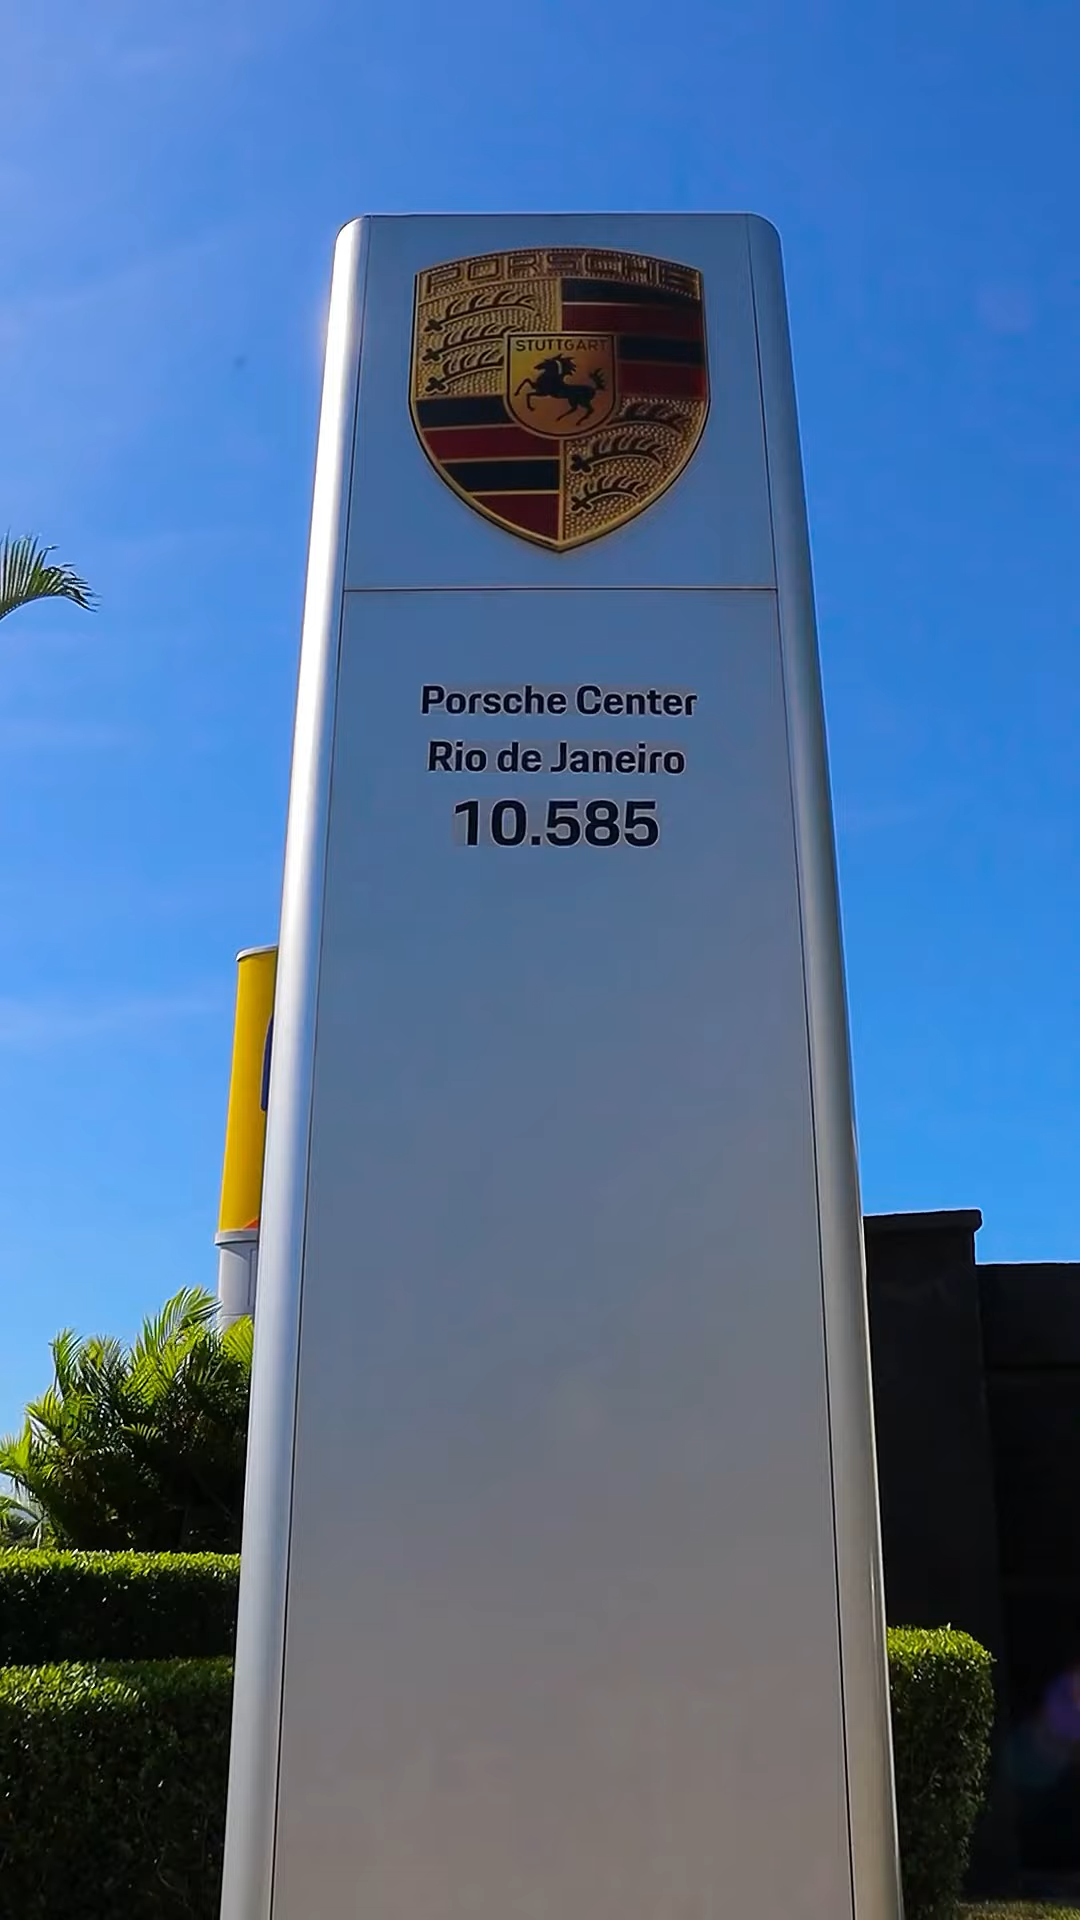 PORSCHE
STUTTGART
Porsche Center
Rio de Janeiro
10.585